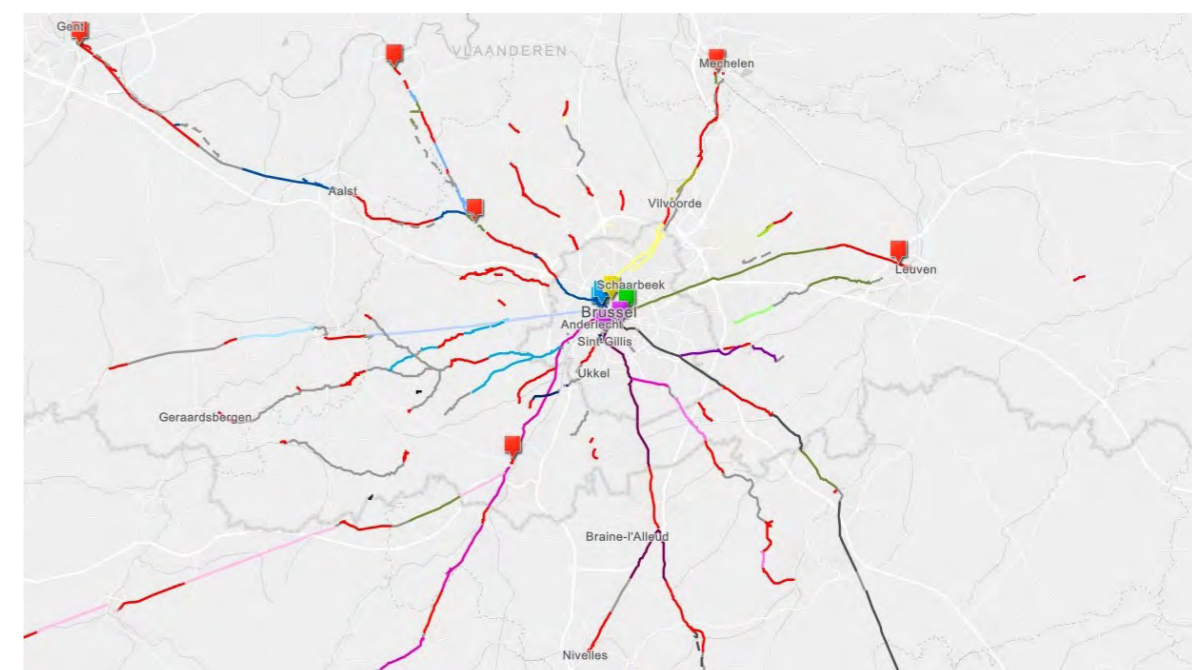 Gent
VLAANDEREN
Mechelen
Aalst
Vilvoorde
Leuven
Schaarbeek
Brussel
Anderlecht
Sint-Gillis
Ukkel
Geraardsbergen
Braine-l'Alleud
Nivelles